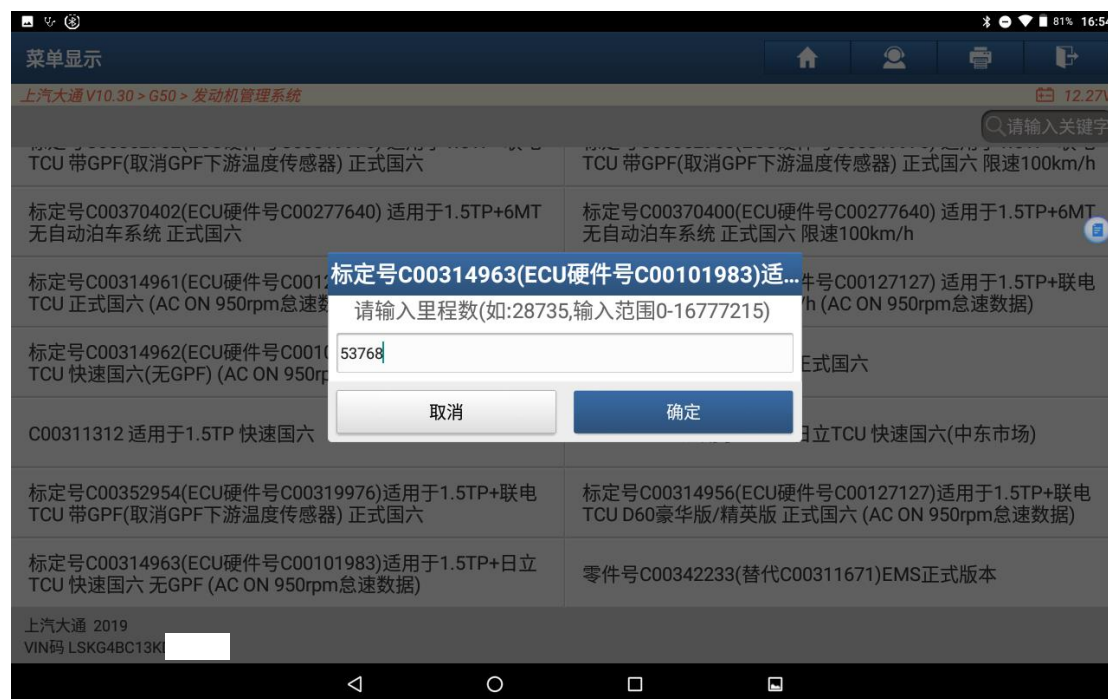 81% 16:54
菜单显示
上汽大通 V10.30 > G50 > 发动机管理系统
12.27V
请输入关键字
TCU 带GPF(取消GPF下游温度传感器) 正式国六
TCU 带GPF(取消GPF下游温度传感器) 正式国六 限速100km/h
标定号C00370402(ECU硬件号C00277640) 适用于1.5TP+6MT
无自动泊车系统 正式国六
标定号C00370400(ECU硬件号C00277640) 适用于1.5TP+6MT
无自动泊车系统 正式国六 限速100km/h
标定号C00314963(ECU硬件号C00101983)适...
请输入里程数(如:28735,输入范围0-16777215)
53768
取消
确定
标定号C00314961(ECU硬件号C0012
TCU 正式国六 (AC ON 950rpm怠速数
件号C00127127) 适用于1.5TP+联电
/h (AC ON 950rpm怠速数据)
标定号C00314962(ECU硬件号C0010
TCU 快速国六(无GPF) (AC ON 950rp
正式国六
C00311312 适用于1.5TP 快速国六
日立TCU 快速国六(中东市场)
标定号C00352954(ECU硬件号C00319976)适用于1.5TP+联电
TCU 带GPF(取消GPF下游温度传感器) 正式国六
标定号C00314956(ECU硬件号C00127127)适用于1.5TP+联电
TCU D60豪华版/精英版 正式国六 (AC ON 950rpm怠速数据)
标定号C00314963(ECU硬件号C00101983)适用于1.5TP+日立
TCU 快速国六 无GPF (AC ON 950rpm怠速数据)
零件号C00342233(替代C00311671)EMS正式版本
上汽大通 2019
VIN码 LSKG4BC13K